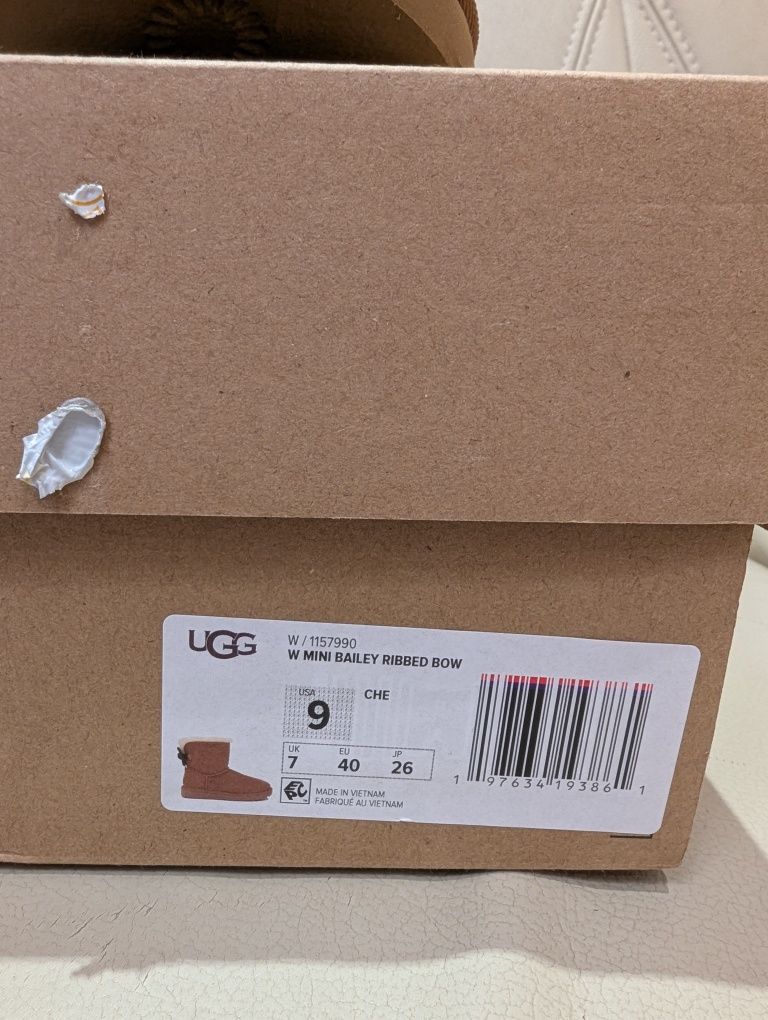 UGG
W / 1157990
W MINI BAILEY RIBBED BOW
USA
9
CHE
UK EU JP
7 40 26
EPC
MADE IN VIETNAM
FABRIQUÉ AU VIETNAM
1 97634 19386 1